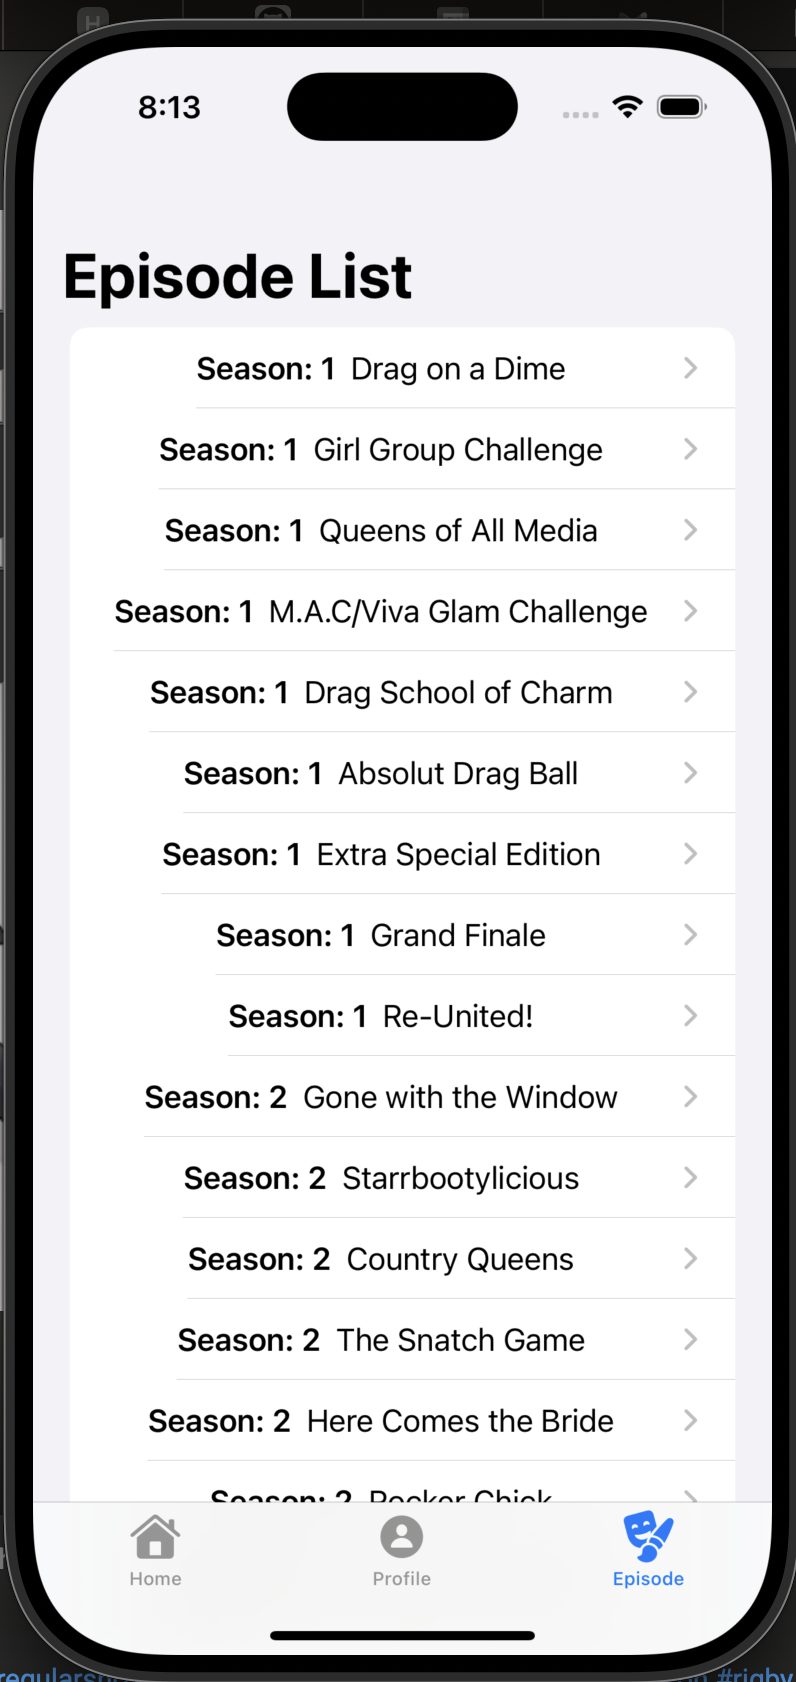 H
8:13
Episode List
Season: 1 Drag on a Dime
Season: 1 Girl Group Challenge
Season: 1 Queens of All Media
Season: 1 M.A.C/Viva Glam Challenge
Season: 1 Drag School of Charm
Season: 1 Absolut Drag Ball
Season: 1 Extra Special Edition
Season: 1 Grand Finale
Season: 1 Re-United!
Season: 2 Gone with the Window
Season: 2 Starrbootylicious
Season: 2 Country Queens
Season: 2 The Snatch Game
Season: 2 Here Comes the Bride
Season: 2 Rocker Chick
Home Profile Episode
#rigby